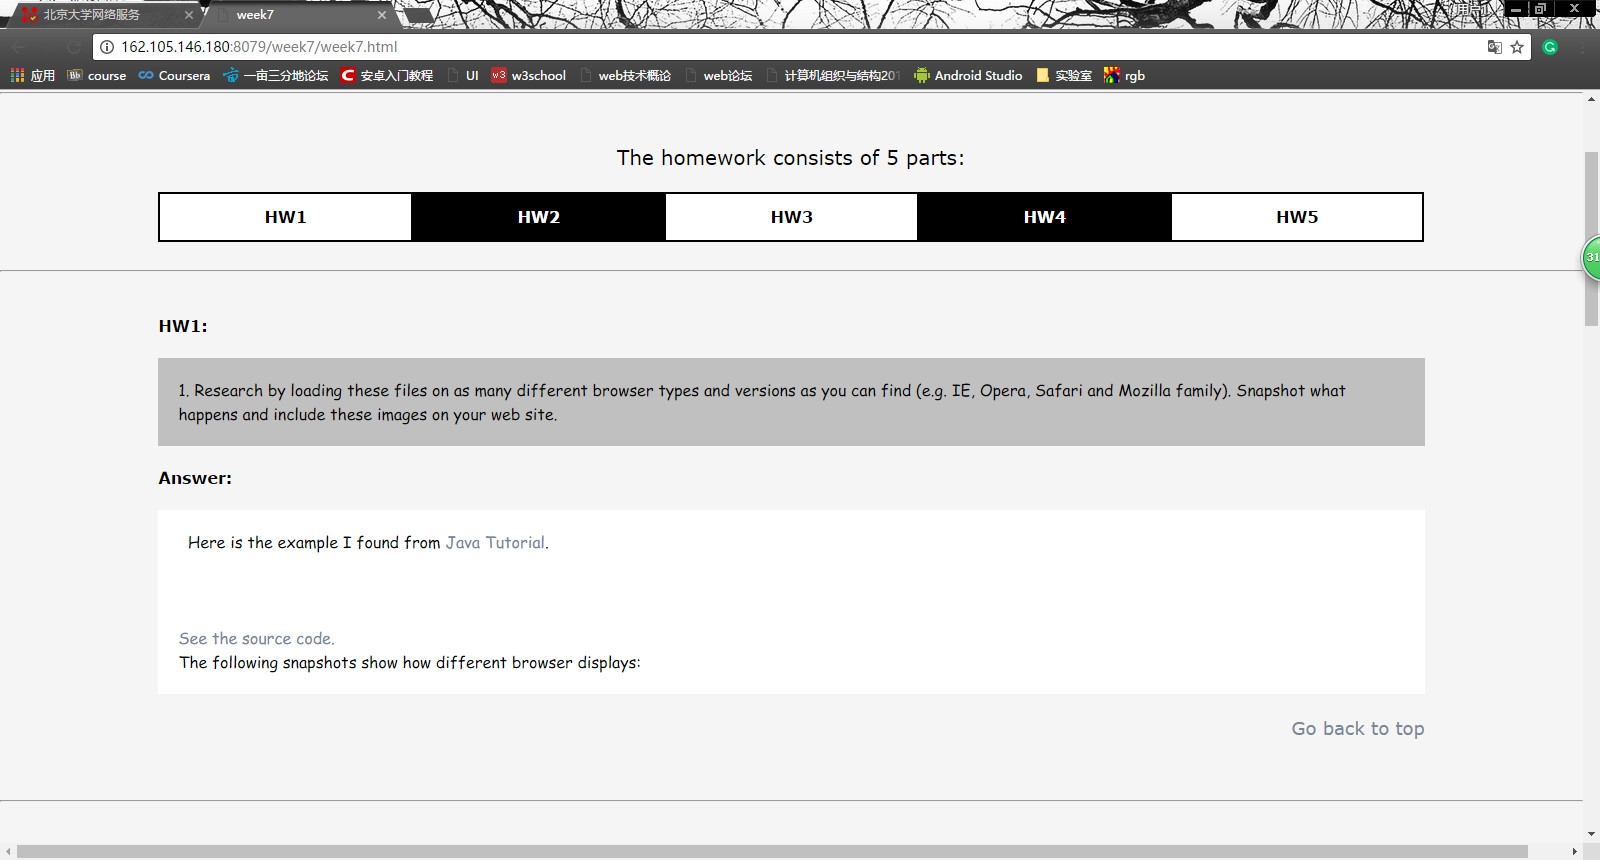 北京大学网络服务
week7
162.105.146.180:8079/week7/week7.html
应用 course Coursera 一亩三分地论坛 安卓入门教程 UI w3school web技术概论 web论坛 计算机组织与结构201 Android Studio 实验室 rgb
The homework consists of 5 parts:
HW1 HW2 HW3 HW4 HW5
31
HW1:
1. Research by loading these files on as many different browser types and versions as you can find (e.g. IE, Opera, Safari and Mozilla family). Snapshot what
happens and include these images on your web site.
Answer:
Here is the example I found from Java Tutorial.
See the source code.
The following snapshots show how different browser displays:
Go back to top